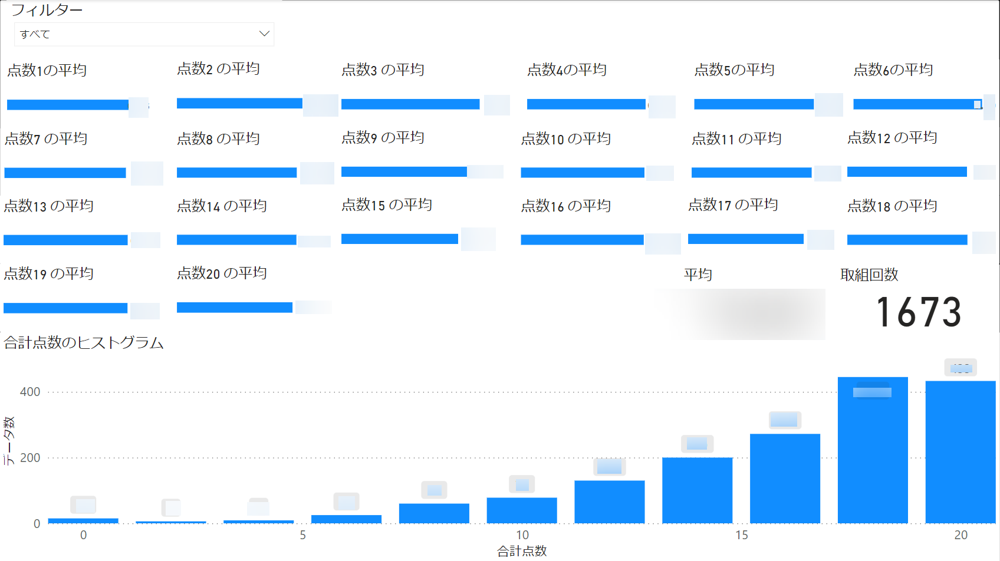 フィルター
すべて
点数1の平均
点数2 の平均
点数3 の平均
点数4の平均
点数5の平均
点数6の平均
点数7 の平均
点数8 の平均
点数9 の平均
点数10 の平均
点数11 の平均
点数12 の平均
点数13 の平均
点数14 の平均
点数15 の平均
点数16 の平均
点数17 の平均
点数18 の平均
点数19 の平均
点数20 の平均
平均
取組回数
1673
合計点数のヒストグラム
データ数
400
200
0
0
5
10
15
20
合計点数